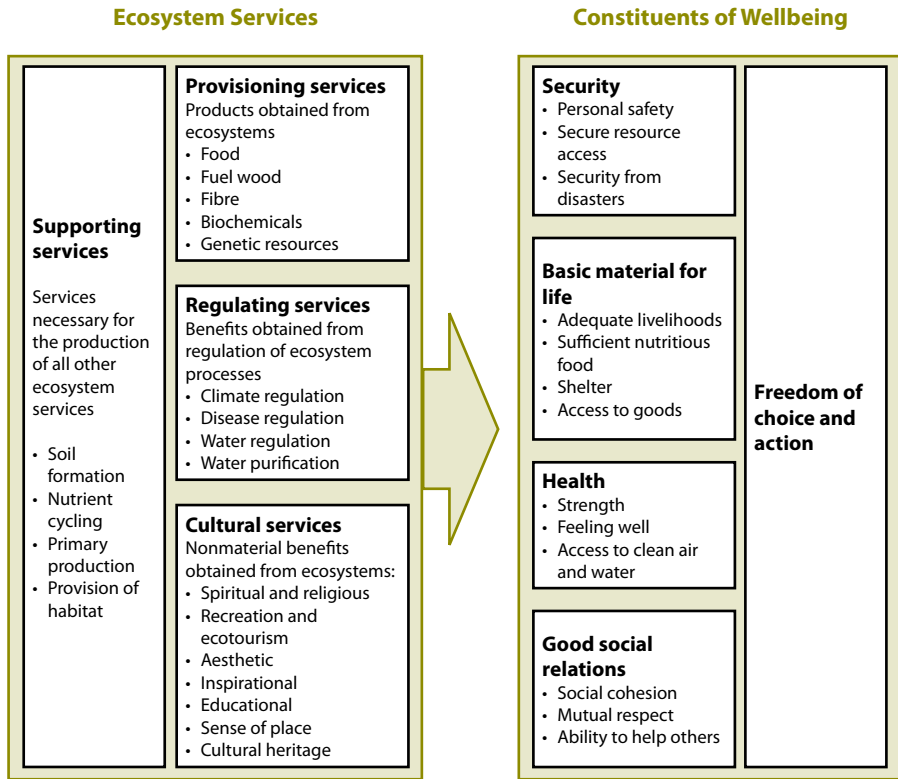 Ecosystem Services
Supporting
services
Services
necessary for
the production
of all other
ecosystem
services
• Soil
formation
• Nutrient
cycling
• Primary
production
• Provision of
habitat
Provisioning services
Products obtained from
ecosystems
• Food
• Fuel wood
• Fibre
• Biochemicals
• Genetic resources
Regulating services
Benefits obtained from
regulation of ecosystem
processes
• Climate regulation
• Disease regulation
• Water regulation
• Water purification
Cultural services
Nonmaterial benefits
obtained from ecosystems:
• Spiritual and religious
• Recreation and
ecotourism
• Aesthetic
• Inspirational
• Educational
• Sense of place
• Cultural heritage
Constituents of Wellbeing
Security
• Personal safety
• Secure resource
access
• Security from
disasters
Basic material for
life
• Adequate livelihoods
• Sufficient nutritious
food
• Shelter
• Access to goods
Health
• Strength
• Feeling well
• Access to clean air
and water
Good social
relations
• Social cohesion
• Mutual respect
• Ability to help others
Freedom of
choice and
action